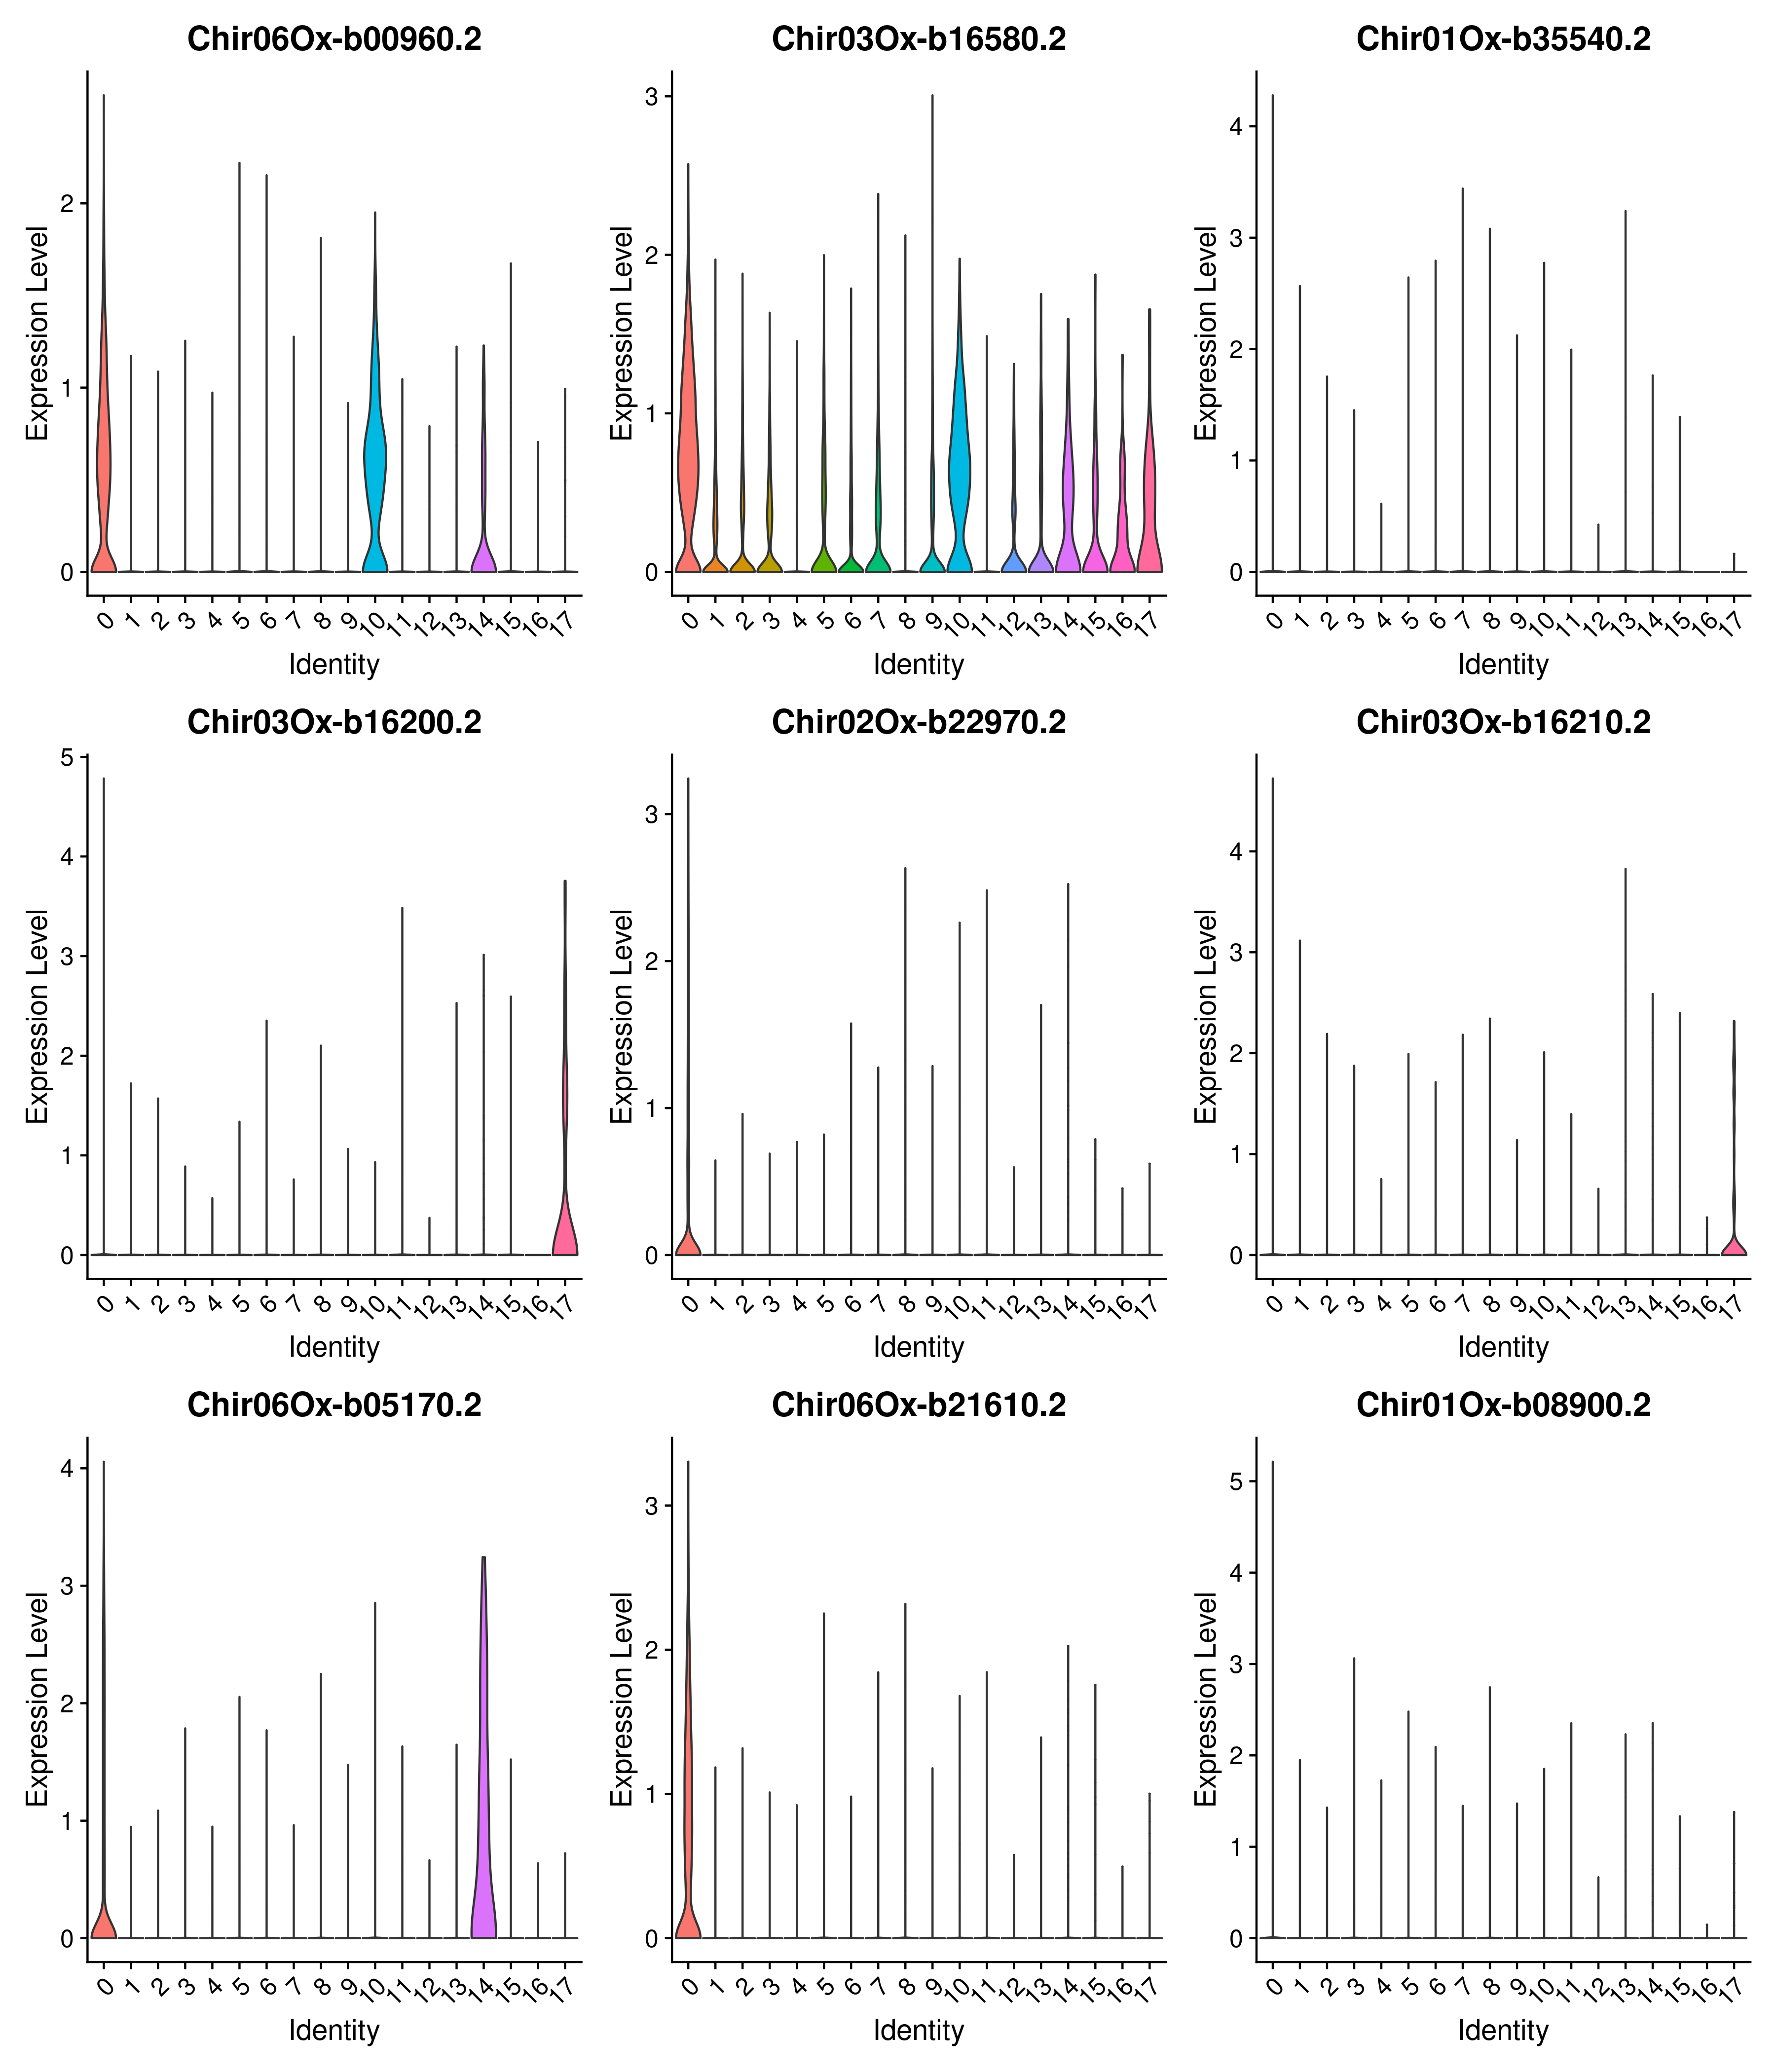 Chir06Ox-b00960.2
Expression Level
2
1
0
0 1 2 3 4 5 6 7 8 9 10 11 12 13 14 15 16 17
Identity
Chir03Ox-b16580.2
Expression Level
3
2
1
0
0 1 2 3 4 5 6 7 8 9 10 11 12 13 14 15 16 17
Identity
Chir01Ox-b35540.2
Expression Level
4
3
2
1
0
0 1 2 3 4 5 6 7 8 9 10 11 12 13 14 15 16 17
Identity
Chir03Ox-b16200.2
Expression Level
5
4
3
2
1
0
0 1 2 3 4 5 6 7 8 9 10 11 12 13 14 15 16 17
Identity
Chir02Ox-b22970.2
Expression Level
3
2
1
0
0 1 2 3 4 5 6 7 8 9 10 11 12 13 14 15 16 17
Identity
Chir03Ox-b16210.2
Expression Level
4
3
2
1
0
0 1 2 3 4 5 6 7 8 9 10 11 12 13 14 15 16 17
Identity
Chir06Ox-b05170.2
Expression Level
4
3
2
1
0
0 1 2 3 4 5 6 7 8 9 10 11 12 13 14 15 16 17
Identity
Chir06Ox-b21610.2
Expression Level
3
2
1
0
0 1 2 3 4 5 6 7 8 9 10 11 12 13 14 15 16 17
Identity
Chir01Ox-b08900.2
Expression Level
5
4
3
2
1
0
0 1 2 3 4 5 6 7 8 9 10 11 12 13 14 15 16 17
Identity